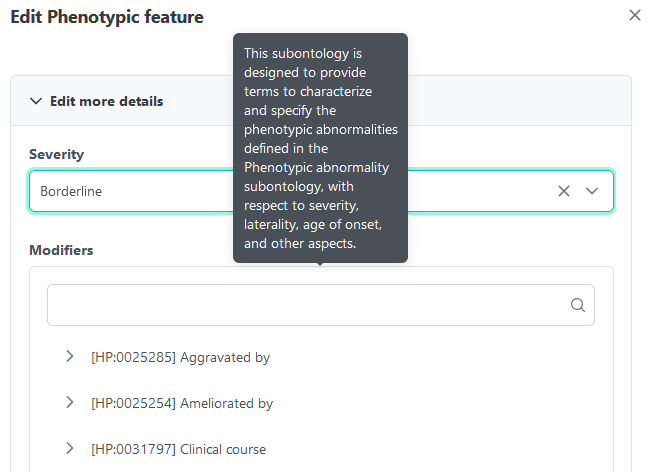 Edit Phenotypic feature
This subontology is
designed to provide
terms to characterize
and specify the
phenotypic abnormalities
defined in the
Phenotypic abnormality
subontology, with
respect to severity,
laterality, age of onset,
and other aspects.
Edit more details
Severity
Borderline
Modifiers
[HP:0025285] Aggravated by
[HP:0025254] Ameliorated by
[HP:0031797] Clinical course